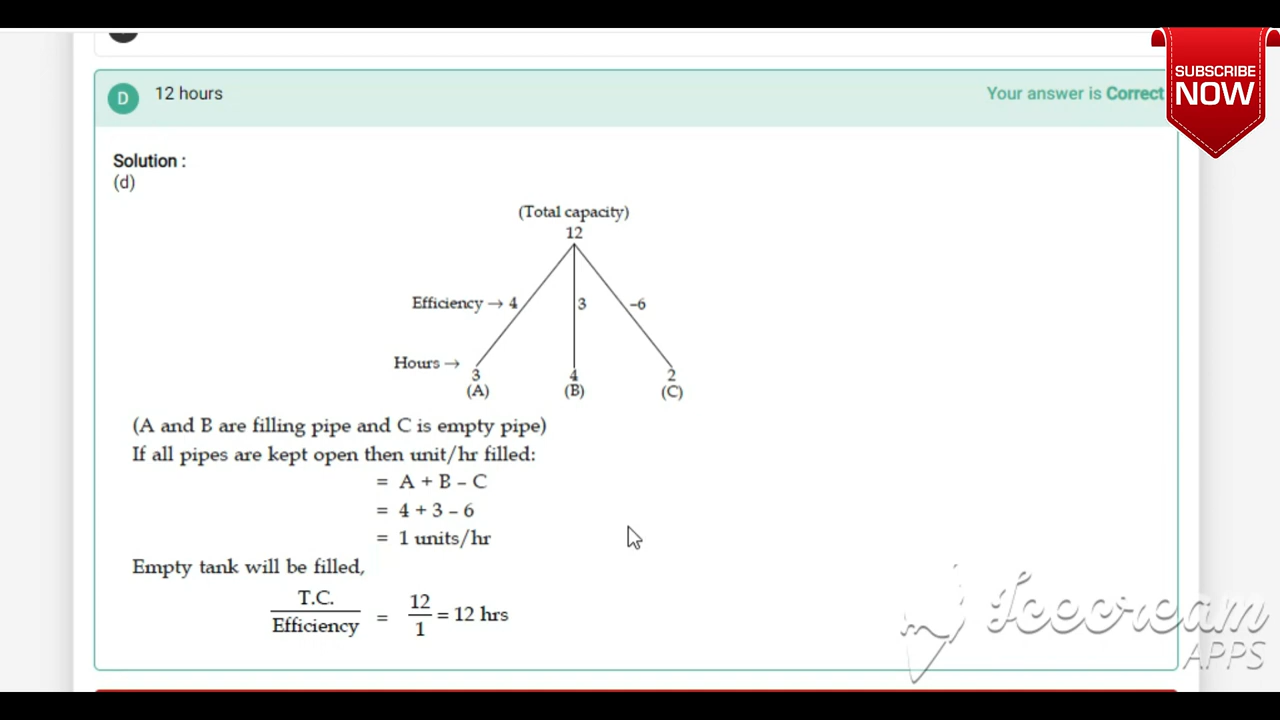 SUBSCRIBE
NOW
D 12 hours Your answer is Correct
Solution :
(d)
(Total capacity)
12
Efficiency → 4 3 -6
Hours →
3 4 2
(A) (B) (C)
(A and B are filling pipe and C is empty pipe)
If all pipes are kept open then unit/hr filled:
= A + B – C
= 4 + 3 – 6
= 1 units/hr
Empty tank will be filled,
T.C. / Efficiency = 12 / 1 = 12 hrs
Icecream
APPS